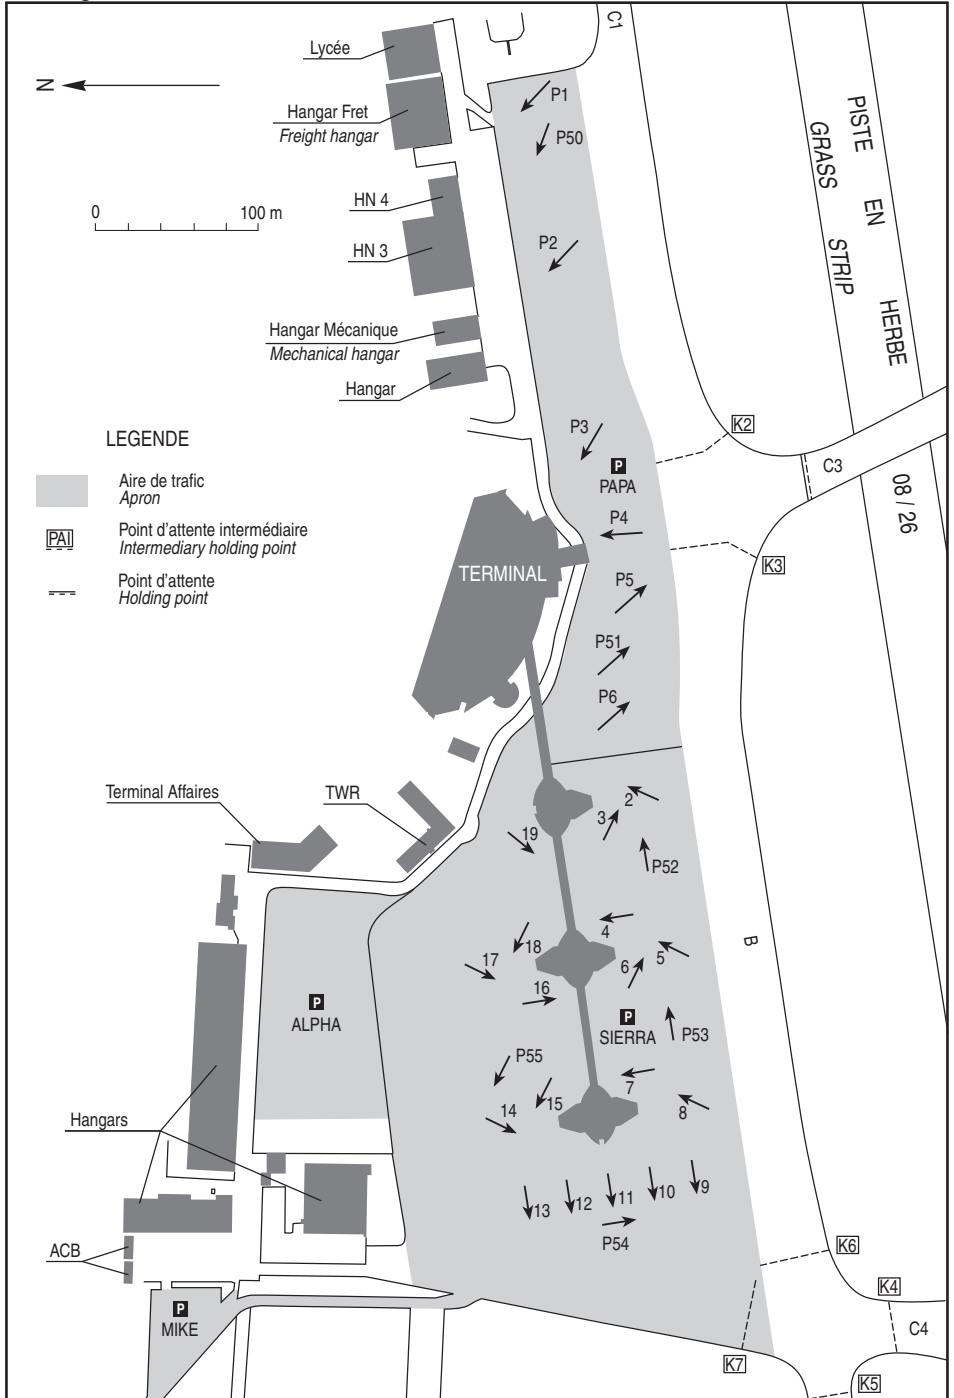 Lycée
C1
N
Hangar Fret
Freight hangar
P1
P50
PISTE EN HERBE
GRASS STRIP
HN 4
0 100 m
HN 3
P2
Hangar Mécanique
Mechanical hangar
Hangar
P3
K2
LEGENDE
P
PAPA
C3
Aire de trafic
Apron
08 / 26
PAI
Point d'attente intermédiaire
Intermediary holding point
P4
K3
TERMINAL
P5
Point d'attente
Holding point
P51
P6
Terminal Affaires
TWR
2
3
19
P52
4
18
17
5
6
B
16
P
ALPHA
P
SIERRA
P53
P55
7
15
14
8
Hangars
9
10
11
12
13
P54
K6
ACB
K4
P
MIKE
C4
K7
K5